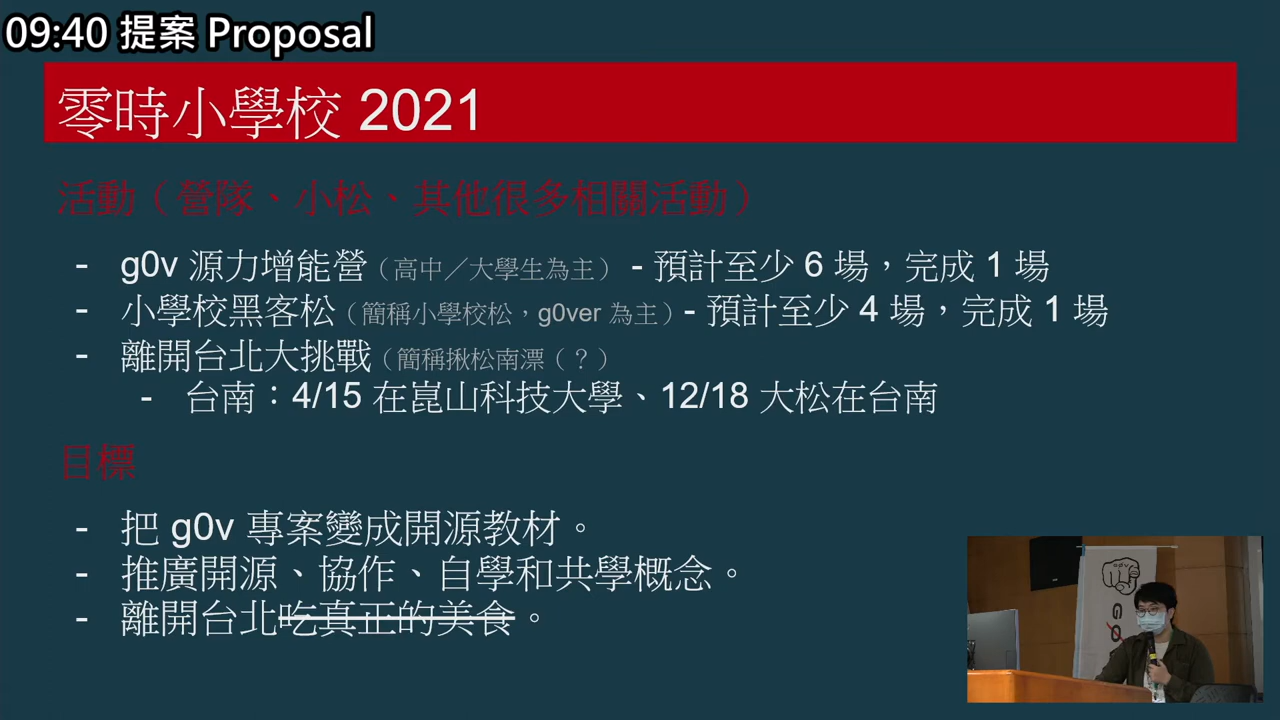 09:40 提案 Proposal
零時小學校 2021
活動（營隊、小松、其他很多相關活動）
- g0v 源力增能營（高中／大學生為主） - 預計至少 6 場，完成 1 場
- 小學校黑客松（簡稱小學校松，g0ver 為主）- 預計至少 4 場，完成 1 場
- 離開台北大挑戰（簡稱揪松南漂（？）
- 台南：4/15 在崑山科技大學、12/18 大松在台南
目標
- 把 g0v 專案變成開源教材。
- 推廣開源、協作、自學和共學概念。
- 離開台北吃真正的美食。